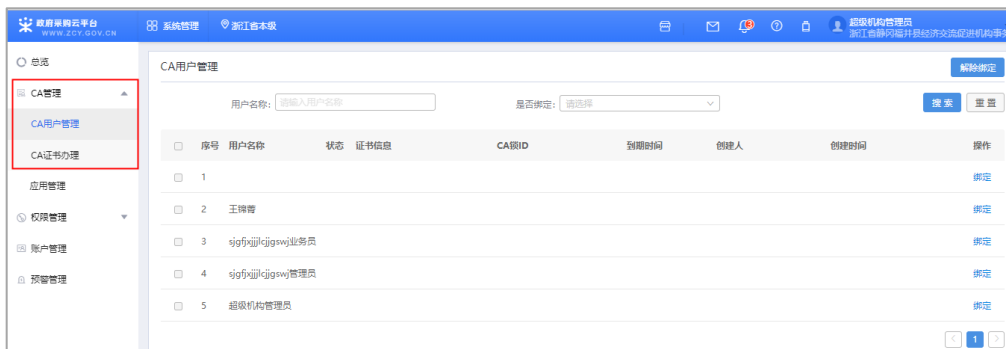 政府采购云平台 系统管理 浙江省本级 超级机构管理员
WWW.ZCY.GOV.CN 浙江省静冈福井县经济交流促进机构事
总览
CA管理
CA用户管理
CA证书办理
应用管理
权限管理
账户管理
预警管理
CA用户管理 解除绑定
用户名称: 请输入用户名称 是否绑定: 请选择 搜索 重置
序号 用户名称 状态 证书信息 CA锁ID 到期时间 创建人 创建时间 操作
1 绑定
2 王锦菁 绑定
3 sjgfjxjjjlcjjgswj业务员 绑定
4 sjgfjxjjjlcjjgswj管理员 绑定
5 超级机构管理员 绑定
1